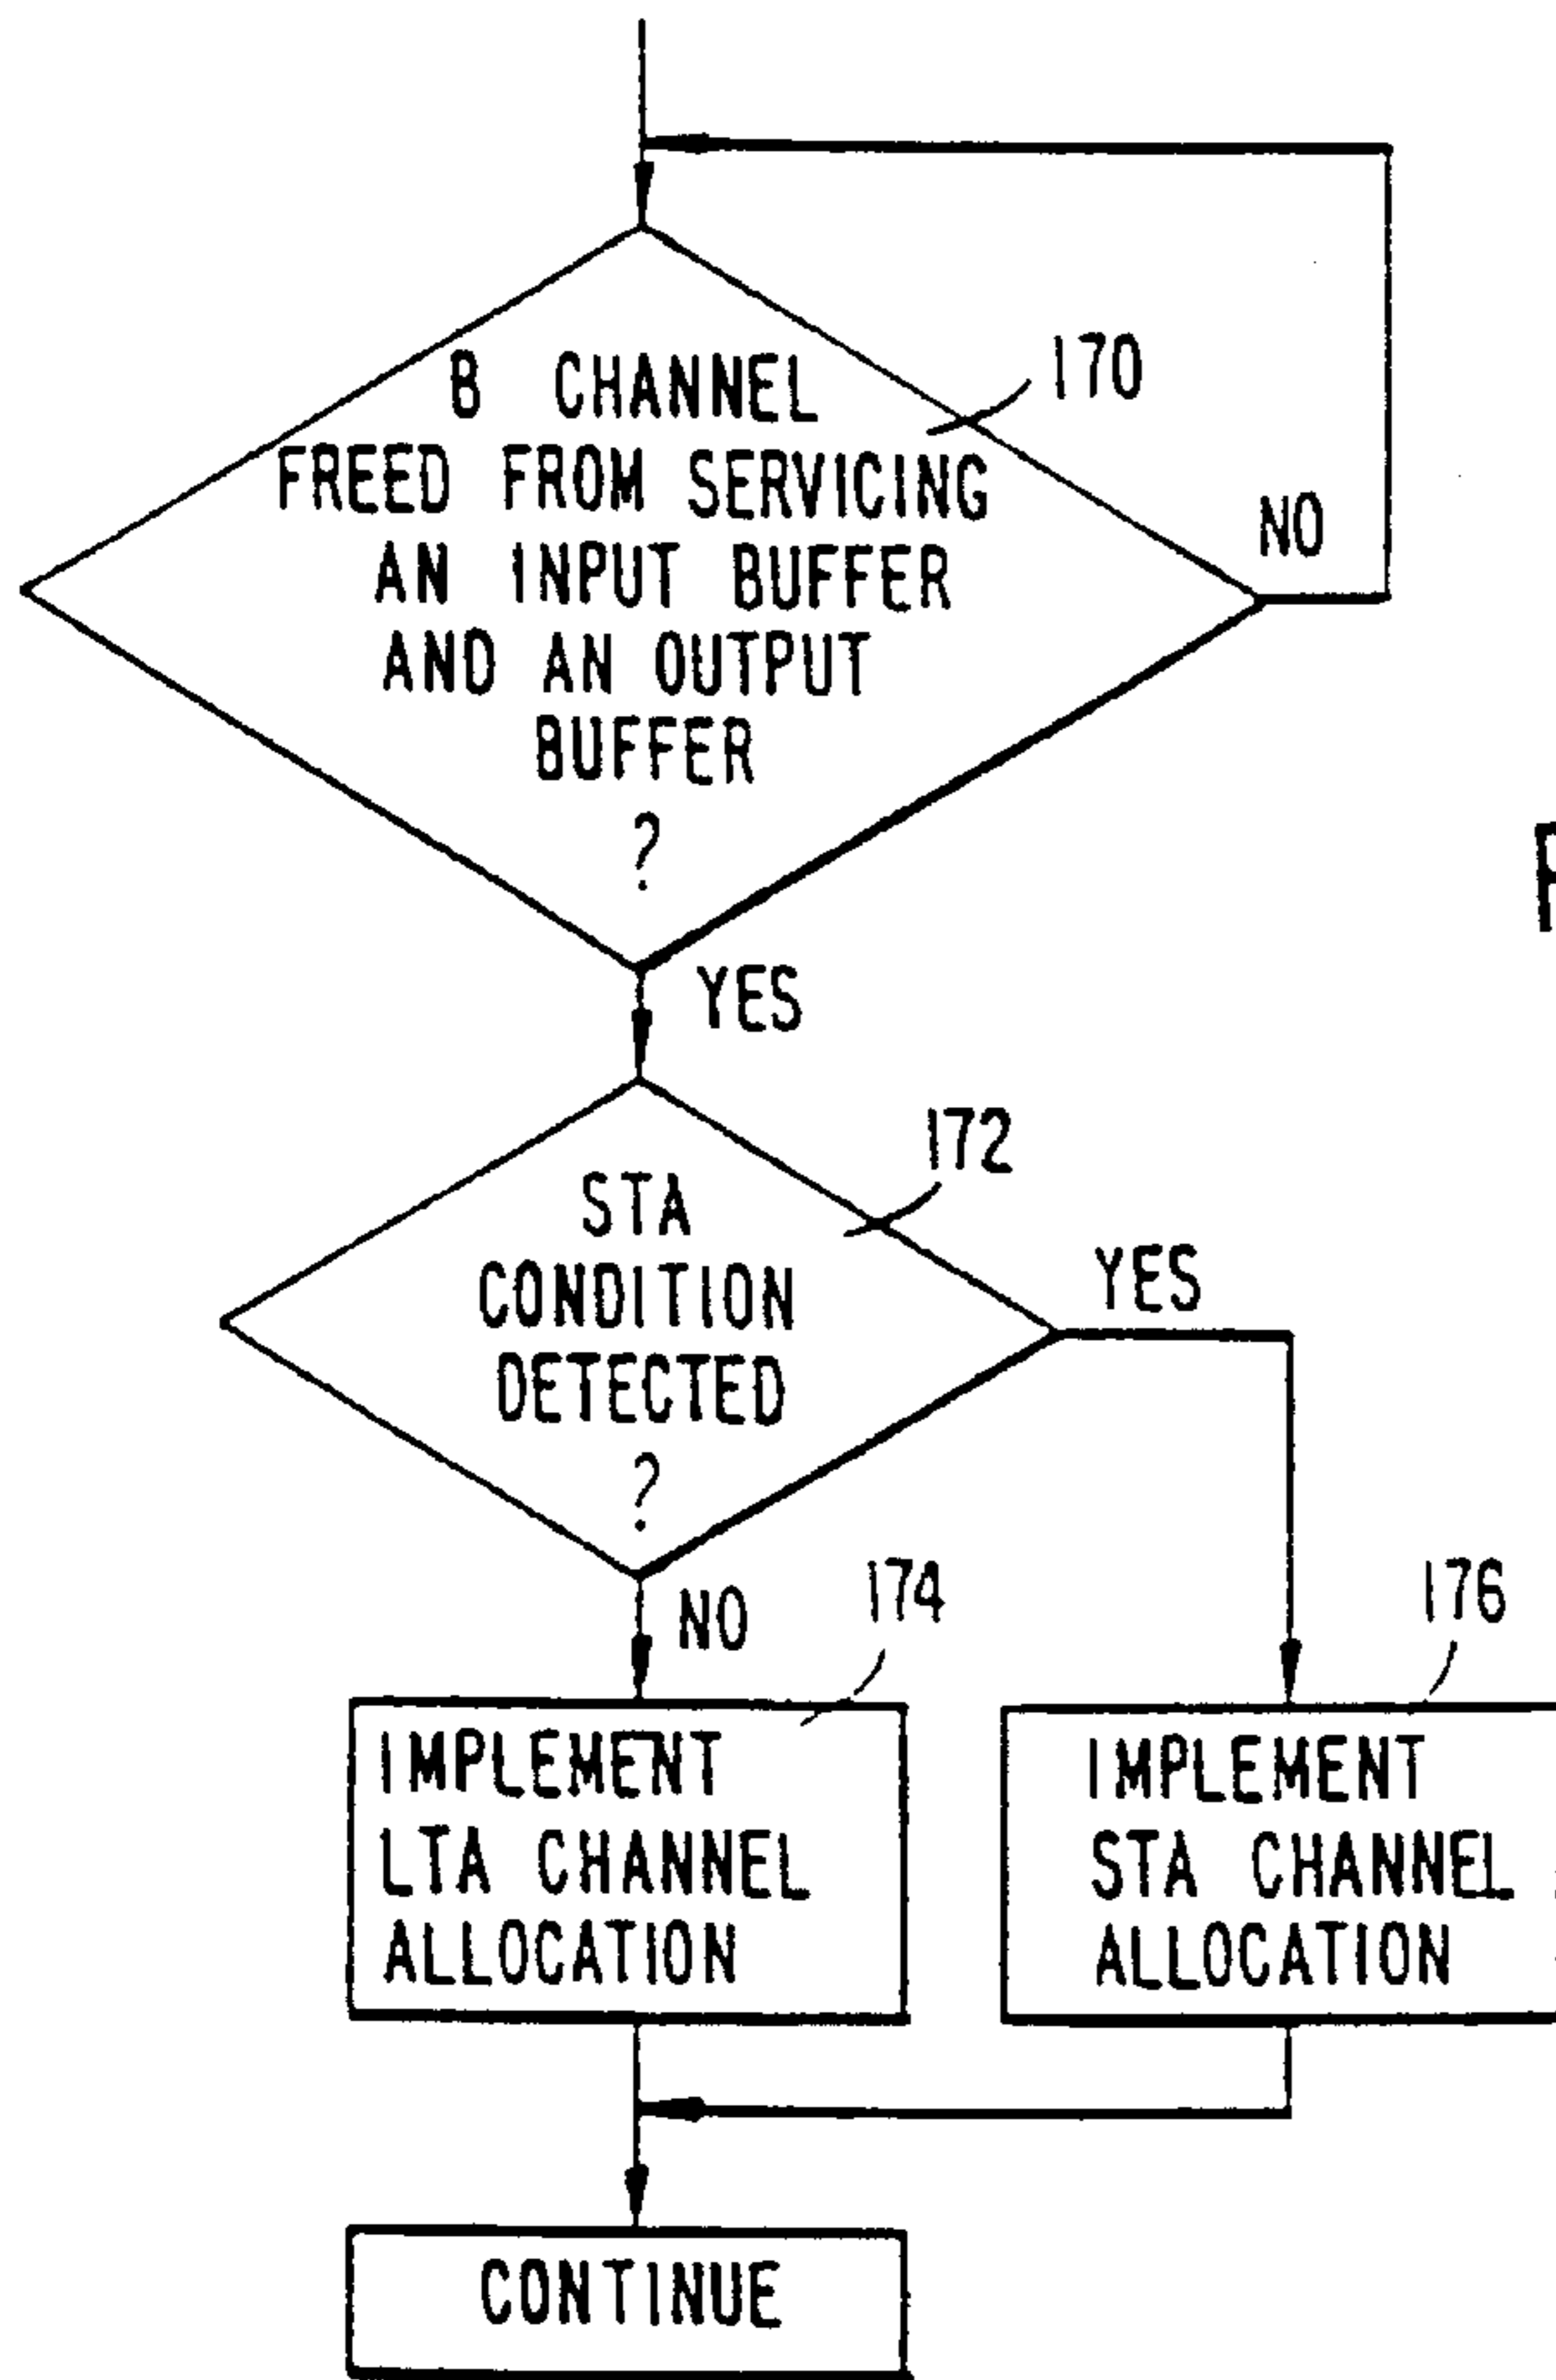 B CHANNEL
FREED FROM SERVICING
AN INPUT BUFFER
AND AN OUTPUT
BUFFER
?
170
NO
YES
STA
CONDITION
DETECTED
?
172
YES
NO
174
IMPLEMENT
LTA CHANNEL
ALLOCATION
176
IMPLEMENT
STA CHANNEL
ALLOCATION
CONTINUE